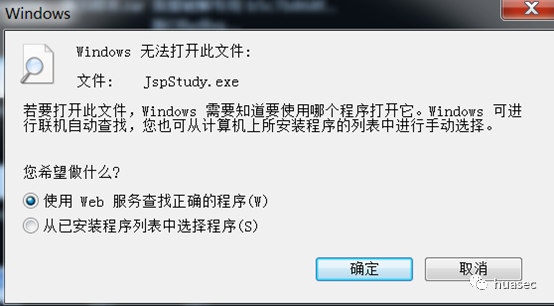 Windows
Windows 无法打开此文件:
文件: JspStudy.exe
若要打开此文件，Windows 需要知道要使用哪个程序打开它。Windows 可进
行联机自动查找，您也可从计算机上所安装程序的列表中进行手动选择。
您希望做什么?
使用 Web 服务查找正确的程序(W)
从已安装程序列表中选择程序(S)
确定
取消
huasec